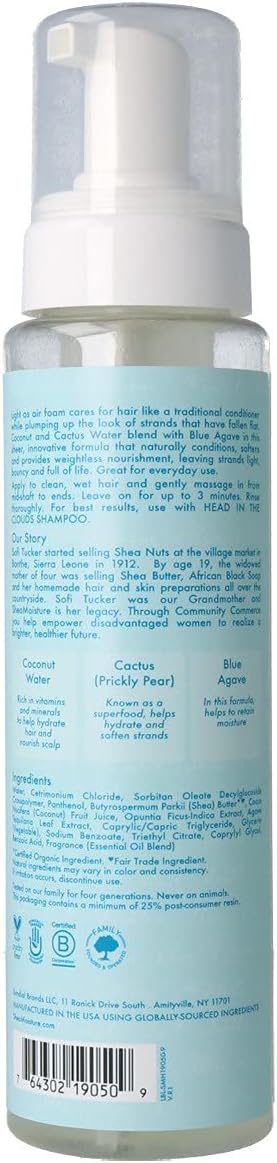 Light as air foam cares for hair like a traditional conditioner
while plumping up the look of strands that have fallen flat.
Coconut and Cactus Water blend with Blue Agave in this
sheer, innovative formula that naturally conditions, softens
and provides weightless nourishment, leaving strands light,
bouncy and full of life. Great for everyday use.
Apply to clean, wet hair and gently massage in from
mid-shaft to ends. Leave on for up to 3 minutes. Rinse
thoroughly. For best results, use with HEAD IN THE
CLOUDS SHAMPOO.
Our Story
Sofi Tucker started selling Shea Nuts at the village market in
Bonthe, Sierra Leone in 1912. By age 19, the widowed
mother of four was selling Shea Butter, African Black Soap
and her homemade hair and skin preparations all over the
countryside. Sofi Tucker was our Grandmother and
SheaMoisture is her legacy. Through Community Commerce
you help empower disadvantaged women to realize a
brighter, healthier future.
Coconut
Water
Rich in vitamins
and minerals
to help hydrate
hair and
nourish scalp
Cactus
(Prickly Pear)
Known as a
superfood, helps
hydrate and
soften strands
Blue
Agave
In this formula,
helps to retain
moisture
Ingredients
Water, Cetrimonium Chloride, Sorbitan Oleate Decylglucoside
Crosspolymer, Panthenol, Butyrospermum Parkii (Shea) Butter*♥, Cocos
Nucifera (Coconut) Fruit Juice, Opuntia Ficus-Indica Extract, Agave
Tequilana Leaf Extract, Caprylic/Capric Triglyceride, Glycerin
(Vegetable), Sodium Benzoate, Triethyl Citrate, Caprylyl Glycol,
Benzoic Acid, Fragrance (Essential Oil Blend)
*Certified Organic Ingredient. ♥Fair Trade Ingredient.
Natural ingredients may vary in color and consistency.
If irritation occurs, discontinue use.
Tested on our family for four generations. Never on animals.
This packaging contains a minimum of 25% post-consumer resin.
Certified
B
Corporation
FAMILY
FOUNDED & OPERATED
Sundial Brands LLC, 11 Ranick Drive South . Amityville, NY 11701
MANUFACTURED IN THE USA USING GLOBALLY-SOURCED INGREDIENTS
sheamoisture.com
7 64302 19050 9
LBL-SMH19050-9
V.R1